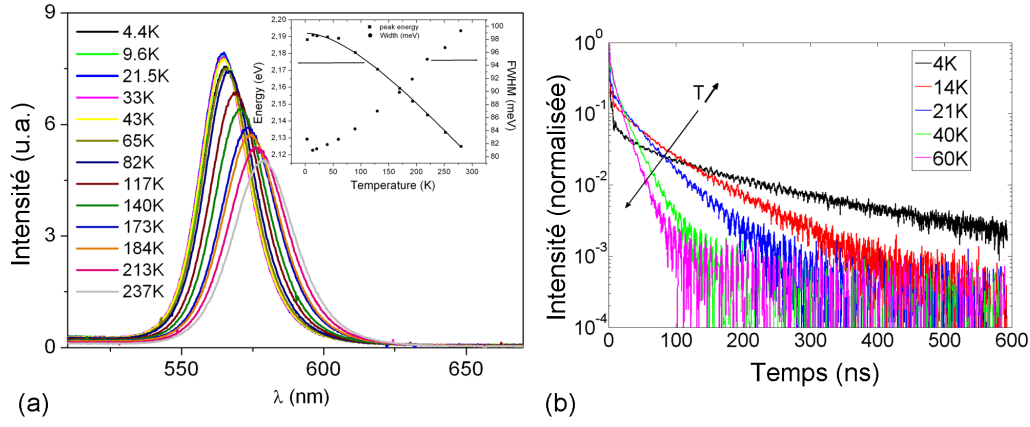 9
6
3
0
Intensité (u.a.)
4.4K
9.6K
21.5K
33K
43K
65K
82K
117K
140K
173K
184K
213K
237K
550
600
650
λ (nm)
(a)
2,20
2,19
2,18
2,17
2,16
2,15
2,14
2,13
2,12
Energy (eV)
peak energy
Width (meV)
100
98
96
94
92
90
88
86
84
82
80
FWHM (meV)
0
50
100
150
200
250
300
Temperature (K)
10^0
10^-1
10^-2
10^-3
10^-4
Intensité (normalisée)
T
4K
14K
21K
40K
60K
0
100
200
300
400
500
600
Temps (ns)
(b)